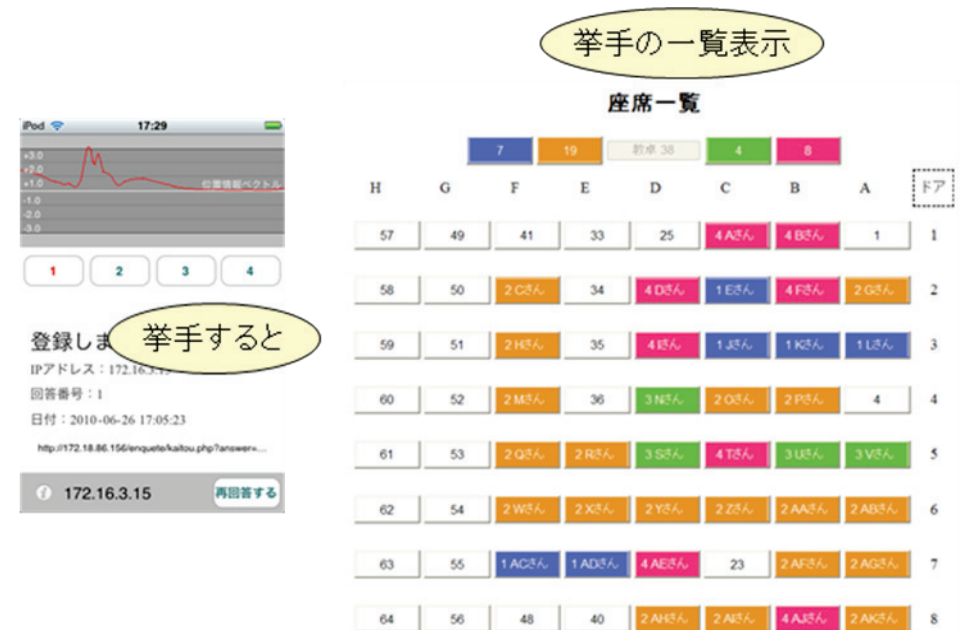 挙手の一覧表示
座席一覧
7 19 教卓 38 4 8
H G F E D C B A ドア
57 49 41 33 25 4 Aさん 4 Bさん 1 1
58 50 2 Cさん 34 4 Dさん 1 Eさん 4 Fさん 2 Gさん 2
59 51 2 Hさん 35 4 Iさん 1 Jさん 1 Kさん 1 Lさん 3
60 52 2 Mさん 36 3 Nさん 2 Oさん 2 Pさん 4 4
61 53 2 Qさん 2 Rさん 3 Sさん 4 Tさん 3 Uさん 3 Vさん 5
62 54 2 Wさん 2 Xさん 2 Yさん 2 Zさん 2 AAさん 2 ABさん 6
63 55 1 ACさん 1 ADさん 4 AEさん 23 2 AFさん 2 AGさん 7
64 56 48 40 2 AHさん 2 AIさん 4 AJさん 2 AKさん 8
iPod 17:29
+3.0
+2.0
+1.0 位置情報ベクトル
-1.0
-2.0
-3.0
1 2 3 4
挙手すると
登録しま
IPアドレス:172.16.3.15
回答番号:1
日付:2010-06-26 17:05:23
http://172.18.86.156/enquete/kaitou.php?answer=...
172.16.3.15 再回答する